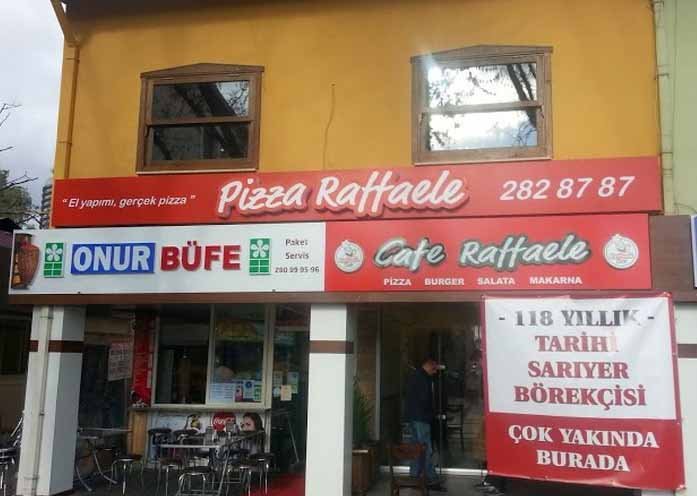 " El yapımı, gerçek pizza "
Pizza Raffaele
282 87 87
ONUR BÜFE
Paket
Servis
280 99 95-96
Cafe Raffaele
PİZZA BURGER SALATA MAKARNA
- 118 YILLIK -
TARİHİ
SARIYER
BÖREKÇİSİ
ÇOK YAKINDA
BURADA